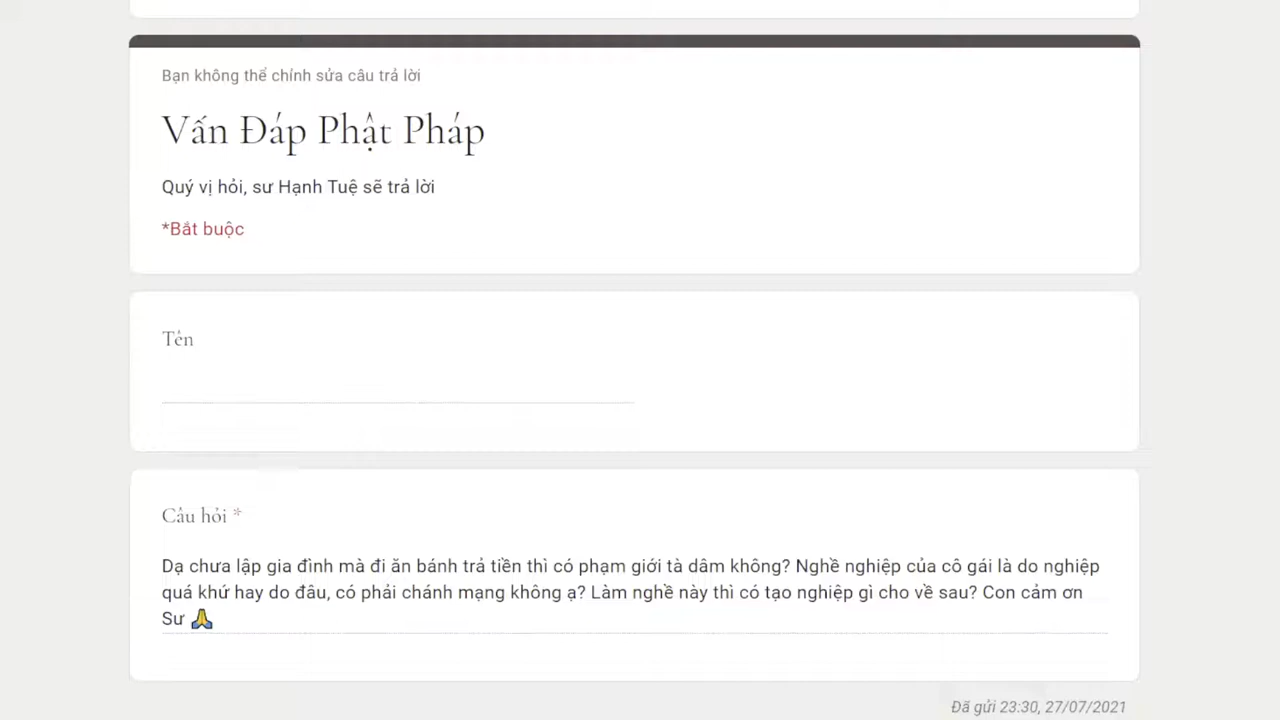 Bạn không thể chỉnh sửa câu trả lời
Vấn Đáp Phật Pháp
Quý vị hỏi, sư Hạnh Tuệ sẽ trả lời
*Bắt buộc
Tên
Câu hỏi *
Dạ chưa lập gia đình mà đi ăn bánh trả tiền thì có phạm giới tà dâm không? Nghề nghiệp của cô gái là do nghiệp
quá khứ hay do đâu, có phải chánh mạng không ạ? Làm nghề này thì có tạo nghiệp gì cho về sau? Con cảm ơn
Sư 🙏
Đã gửi 23:30, 27/07/2021